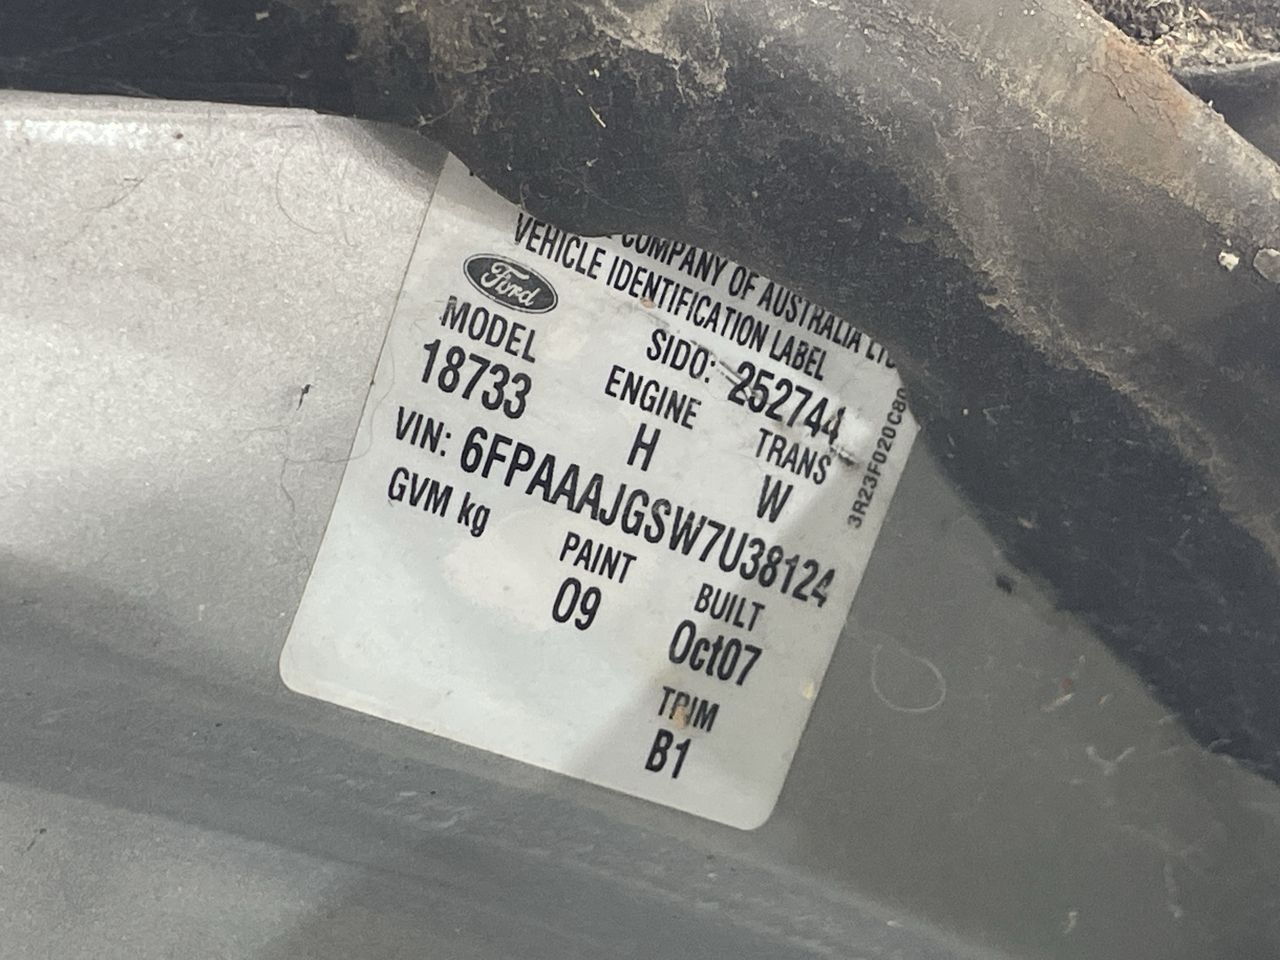 COMPANY OF AUSTRALIA LTD
VEHICLE IDENTIFICATION LABEL
Ford
SIDO: 252744
MODEL ENGINE TRANS
18733 H W
VIN: 6FPAAAJGSW7U38124
GVM kg PAINT BUILT
09 Oct07
TRIM
B1
3R23F020C80